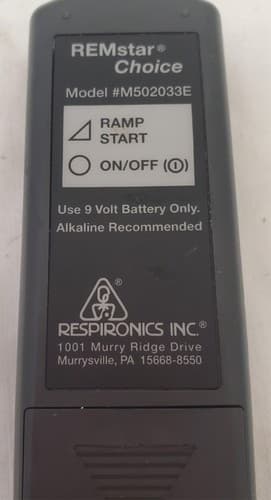 REMstar®
Choice
Model #M502033E
RAMP
START
ON/OFF
Use 9 Volt Battery Only.
Alkaline Recommended
®
RESPIRONICS INC.®
1001 Murry Ridge Drive
Murrysville, PA 15668-8550